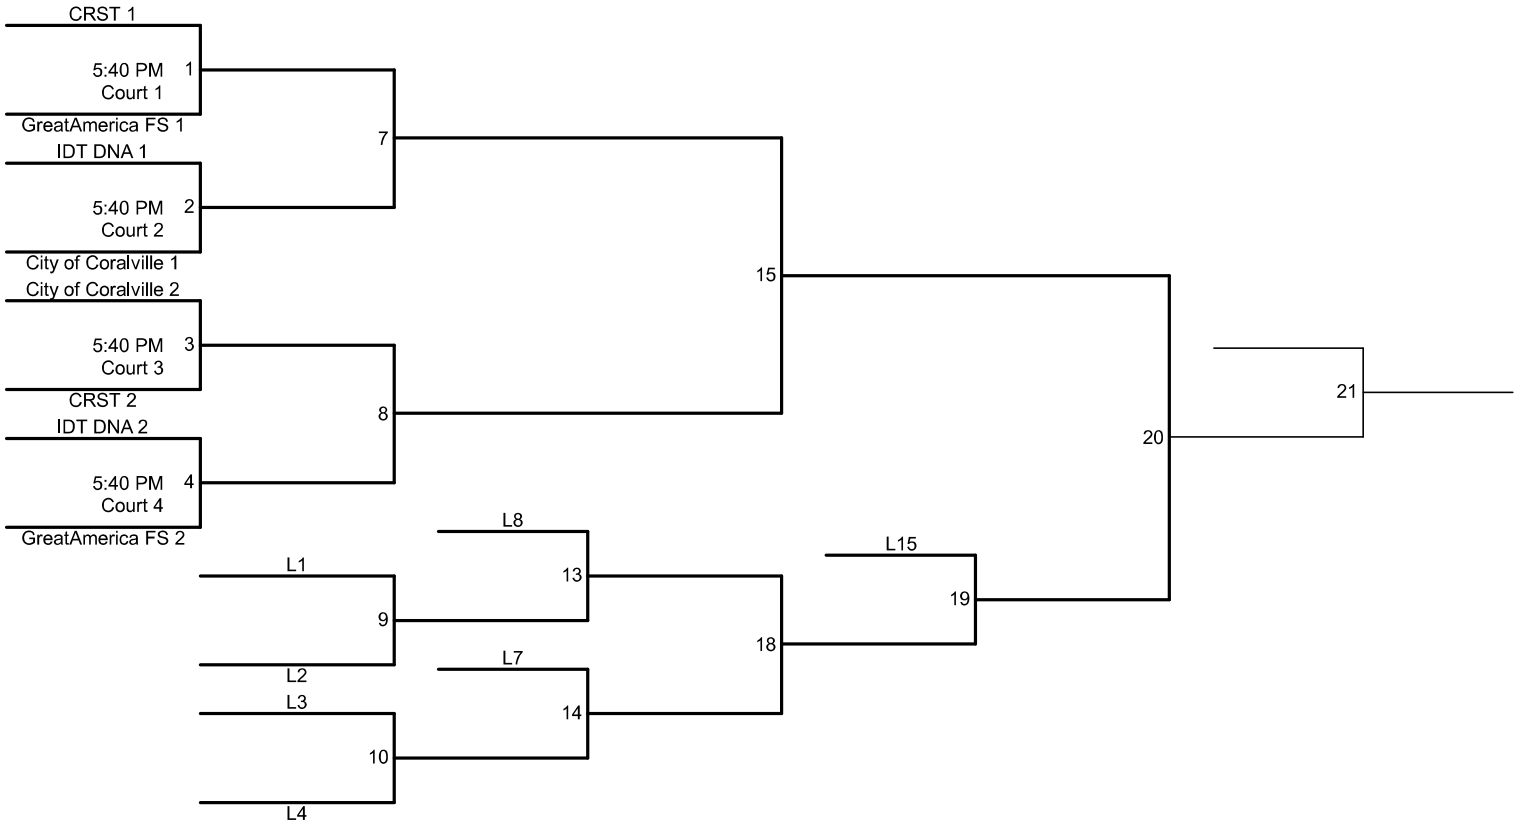 CRST 1
5:40 PM 1
Court 1
GreatAmerica FS 1
7
IDT DNA 1
5:40 PM 2
Court 2
City of Coralville 1
15
City of Coralville 2
5:40 PM 3
Court 3
CRST 2
8
IDT DNA 2
5:40 PM 4
Court 4
GreatAmerica FS 2
21
20
L8
L1
13
L15
9
19
L2
L7
18
L3
14
10
L4